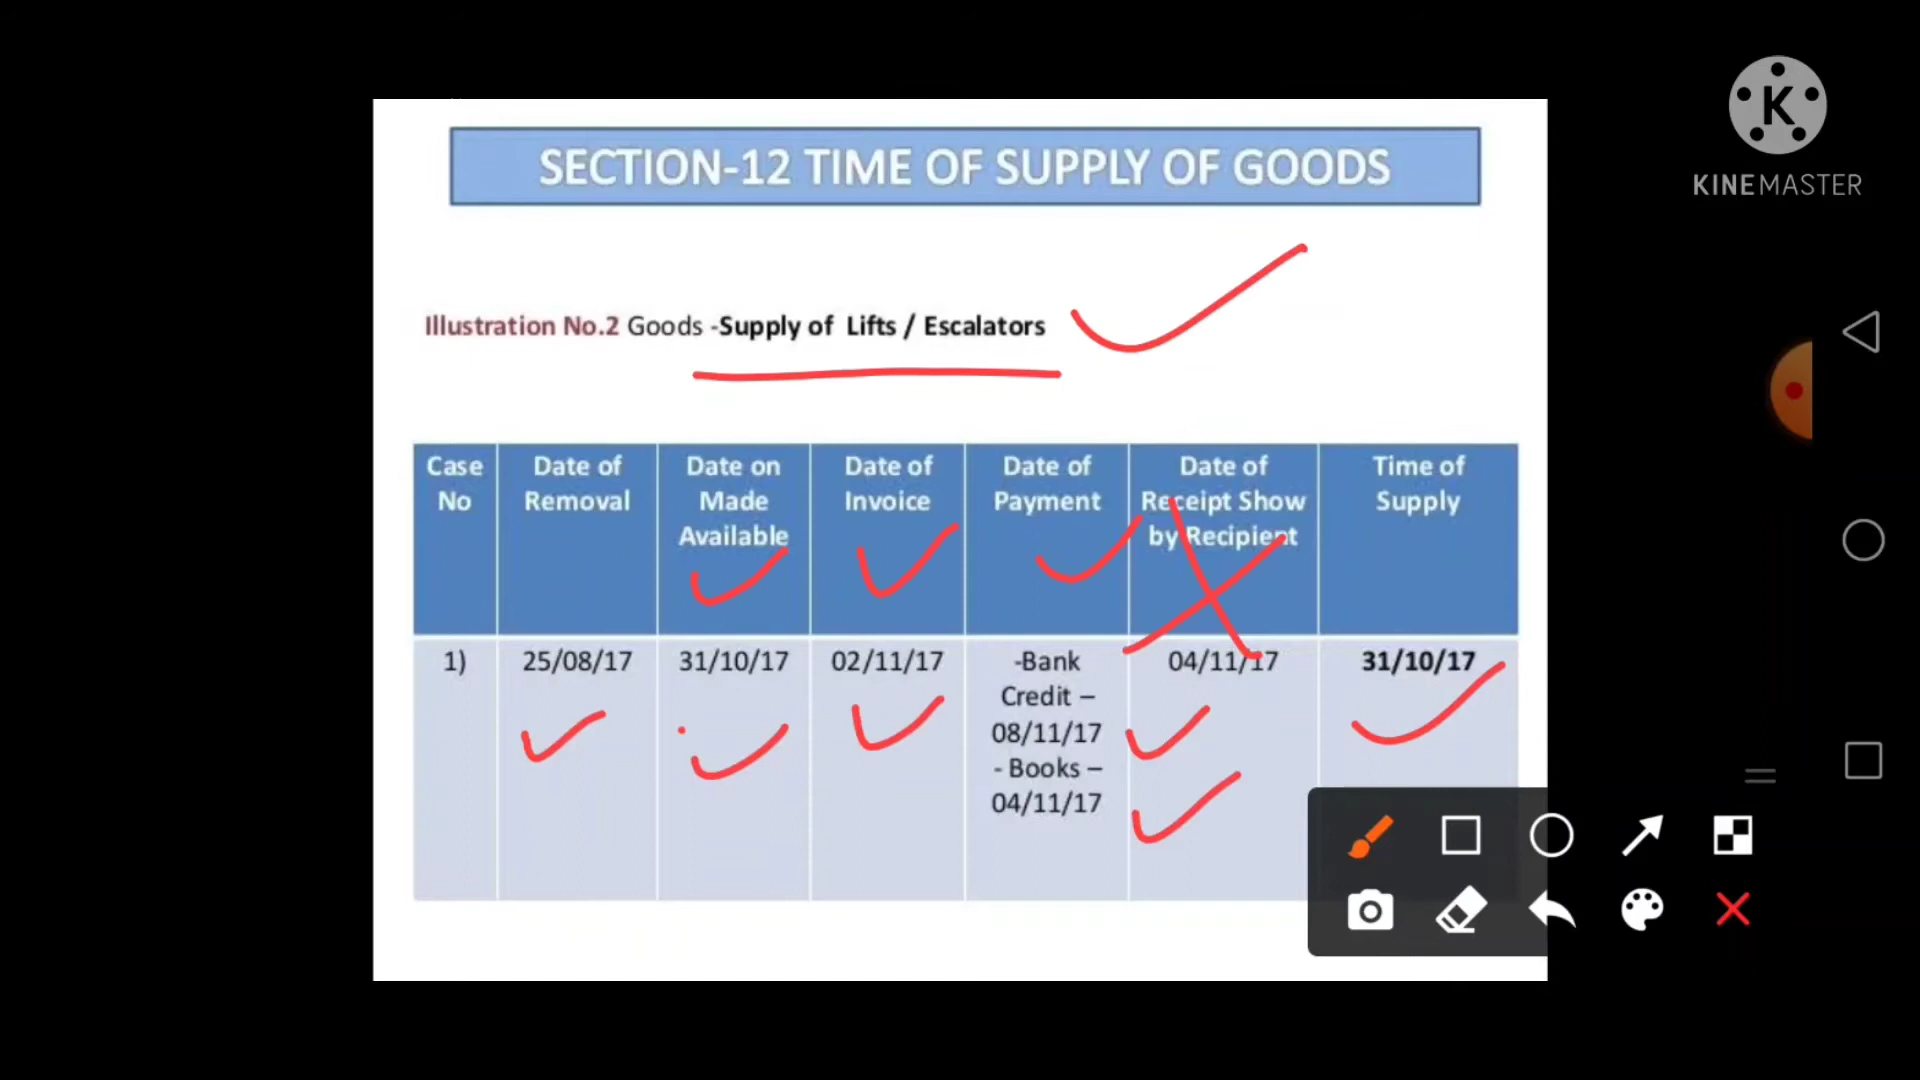 SECTION-12 TIME OF SUPPLY OF GOODS
K
KINEMASTER
Illustration No.2 Goods -Supply of Lifts / Escalators
Case No
Date of Removal
Date on Made Available
Date of Invoice
Date of Payment
Date of Receipt Show by Recipient
Time of Supply
1)
25/08/17
31/10/17
02/11/17
-Bank
Credit –
08/11/17
- Books –
04/11/17
04/11/17
31/10/17